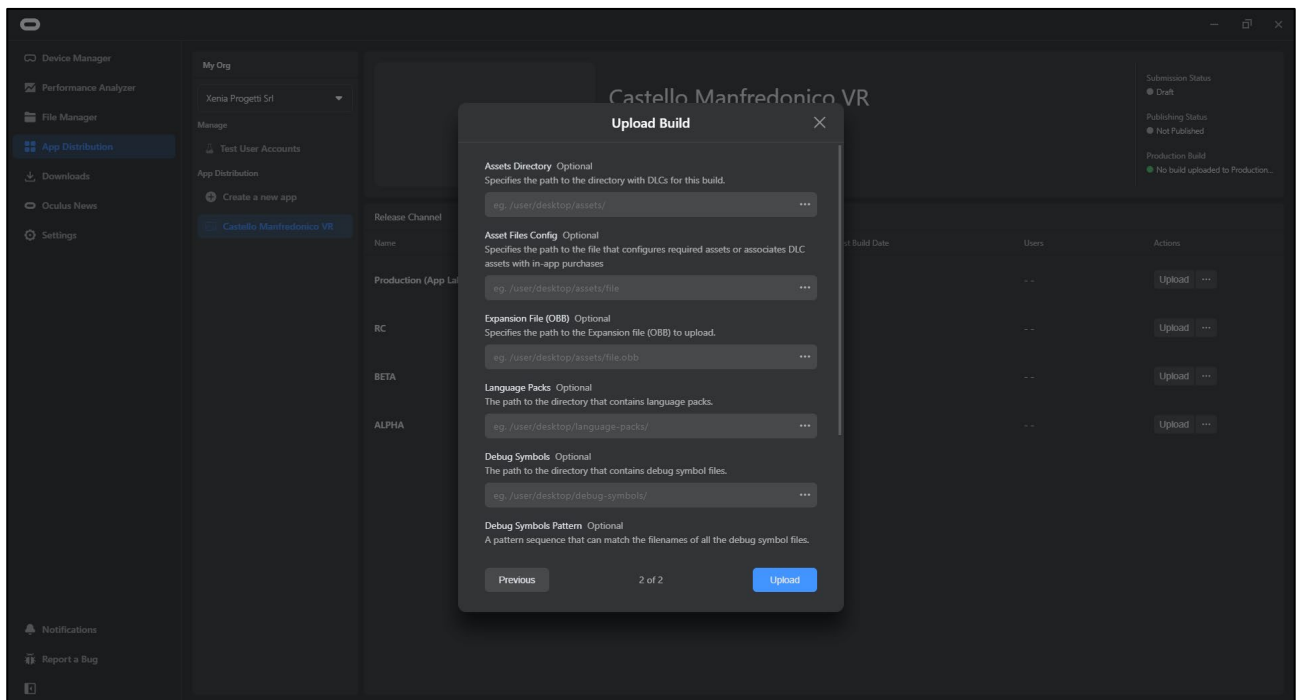 Device Manager
Performance Analyzer
File Manager
App Distribution
Downloads
Oculus News
Settings
Notifications
Report a Bug
My Org
Xenia Progetti Srl
Manage
Test User Accounts
App Distribution
Create a new app
Castello Manfredonico VR
Castello Manfredonico VR
Submission Status
Draft
Publishing Status
Not Published
Production Build
No build uploaded to Production...
Release Channel
Name
st Build Date
Users
Actions
Production (App Lal
- -
Upload ...
RC
- -
Upload ...
BETA
- -
Upload ...
ALPHA
- -
Upload ...
Upload Build
Assets Directory Optional
Specifies the path to the directory with DLCs for this build.
eg. /user/desktop/assets/
Asset Files Config Optional
Specifies the path to the file that configures required assets or associates DLC
assets with in-app purchases
eg. /user/desktop/assets/file
Expansion File (OBB) Optional
Specifies the path to the Expansion file (OBB) to upload.
eg. /user/desktop/assets/file.obb
Language Packs Optional
The path to the directory that contains language packs.
eg. /user/desktop/language-packs/
Debug Symbols Optional
The path to the directory that contains debug symbol files.
eg. /user/desktop/debug-symbols/
Debug Symbols Pattern Optional
A pattern sequence that can match the filenames of all the debug symbol files.
Previous
2 of 2
Upload